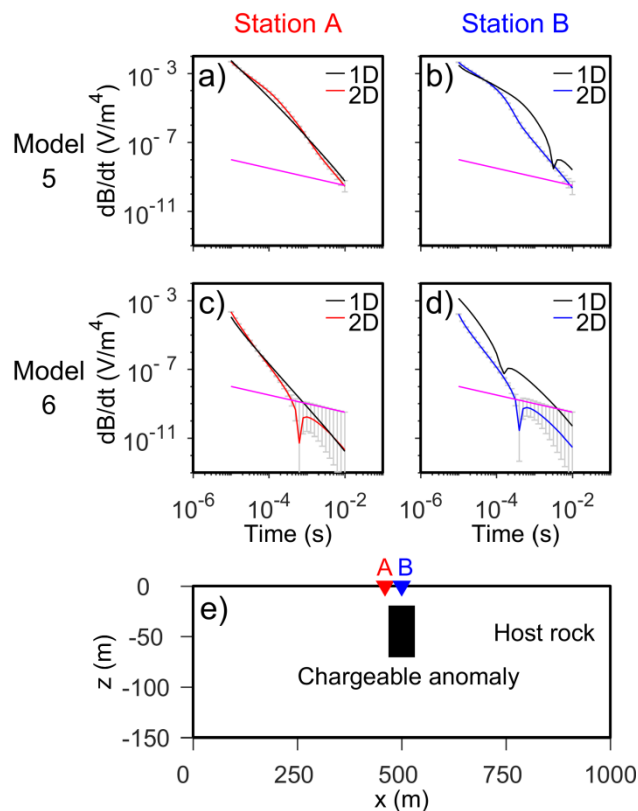 Station A Station B
a) 1D 2D b) 1D 2D
Model 5
dB/dt (V/m⁴)
10⁻³
10⁻⁷
10⁻¹¹
c) 1D 2D d) 1D 2D
Model 6
dB/dt (V/m⁴)
10⁻³
10⁻⁷
10⁻¹¹
10⁻⁶ 10⁻⁴ 10⁻² 10⁻⁶ 10⁻⁴ 10⁻²
Time (s) Time (s)
A B
e)
Host rock
Chargeable anomaly
z (m)
0
-50
-100
-150
0 250 500 750 1000
x (m)